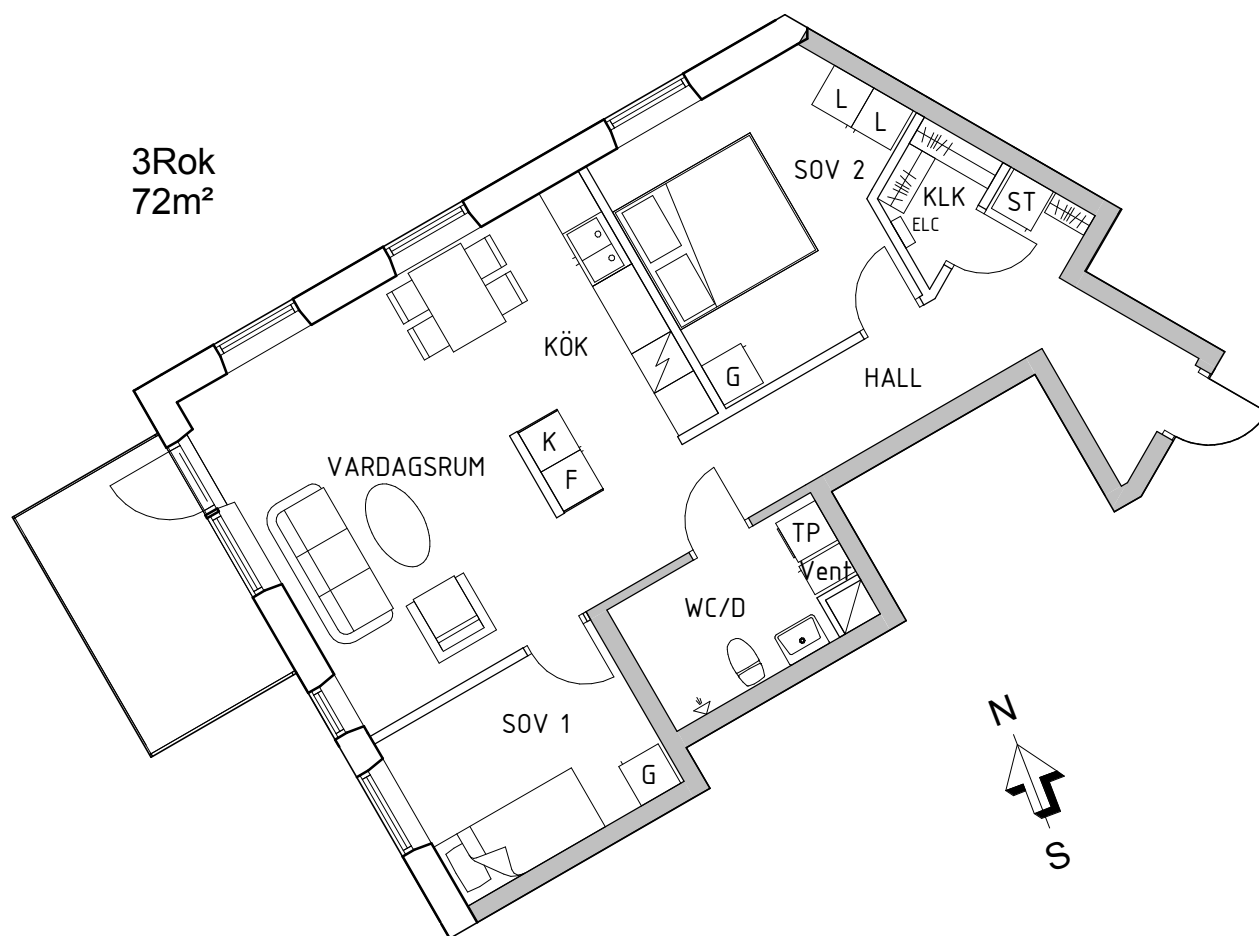 3Rok
72m²
L
L
SOV 2
KLK
ST
ELC
KÖK
G
HALL
K
F
VARDAGSRUM
TP
Vent
WC/D
SOV 1
G
N
S